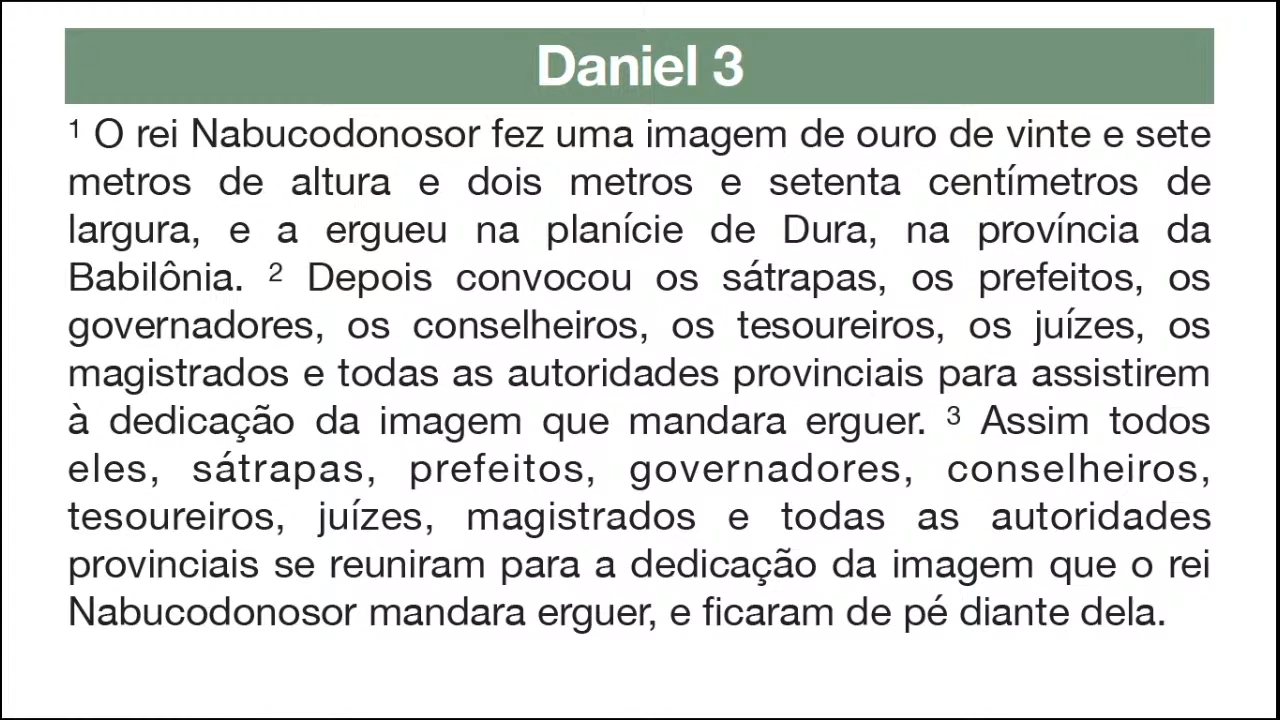 Daniel 3
¹ O rei Nabucodonosor fez uma imagem de ouro de vinte e sete
metros de altura e dois metros e setenta centímetros de
largura, e a ergueu na planície de Dura, na província da
Babilônia. ² Depois convocou os sátrapas, os prefeitos, os
governadores, os conselheiros, os tesoureiros, os juízes, os
magistrados e todas as autoridades provinciais para assistirem
à dedicação da imagem que mandara erguer. ³ Assim todos
eles, sátrapas, prefeitos, governadores, conselheiros,
tesoureiros, juízes, magistrados e todas as autoridades
provinciais se reuniram para a dedicação da imagem que o rei
Nabucodonosor mandara erguer, e ficaram de pé diante dela.